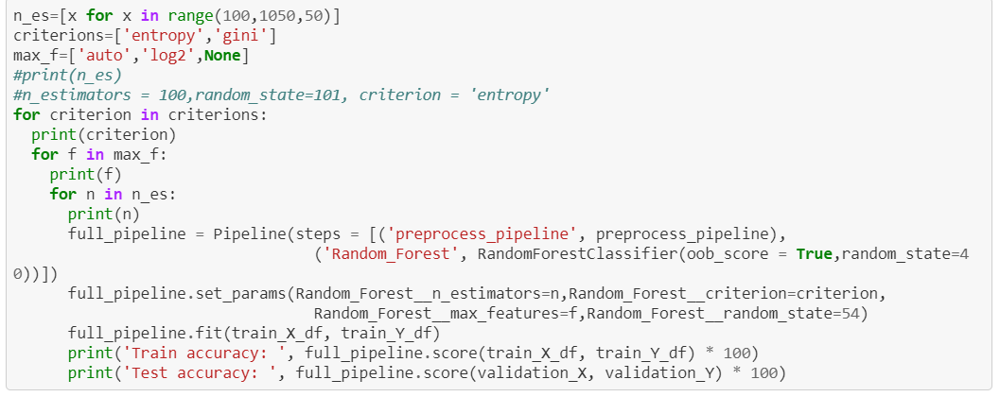 n_es=[x for x in range(100,1050,50)]
criterions=['entropy','gini']
max_f=['auto','log2',None]
#print(n_es)
#n_estimators = 100,random_state=101, criterion = 'entropy'
for criterion in criterions:
  print(criterion)
  for f in max_f:
    print(f)
    for n in n_es:
      print(n)
      full_pipeline = Pipeline(steps = [('preprocess_pipeline', preprocess_pipeline),
                                 ('Random_Forest', RandomForestClassifier(oob_score = True,random_state=4
0))])
      full_pipeline.set_params(Random_Forest__n_estimators=n,Random_Forest__criterion=criterion,
                                 Random_Forest__max_features=f,Random_Forest__random_state=54)
      full_pipeline.fit(train_X_df, train_Y_df)
      print('Train accuracy: ', full_pipeline.score(train_X_df, train_Y_df) * 100)
      print('Test accuracy: ', full_pipeline.score(validation_X, validation_Y) * 100)